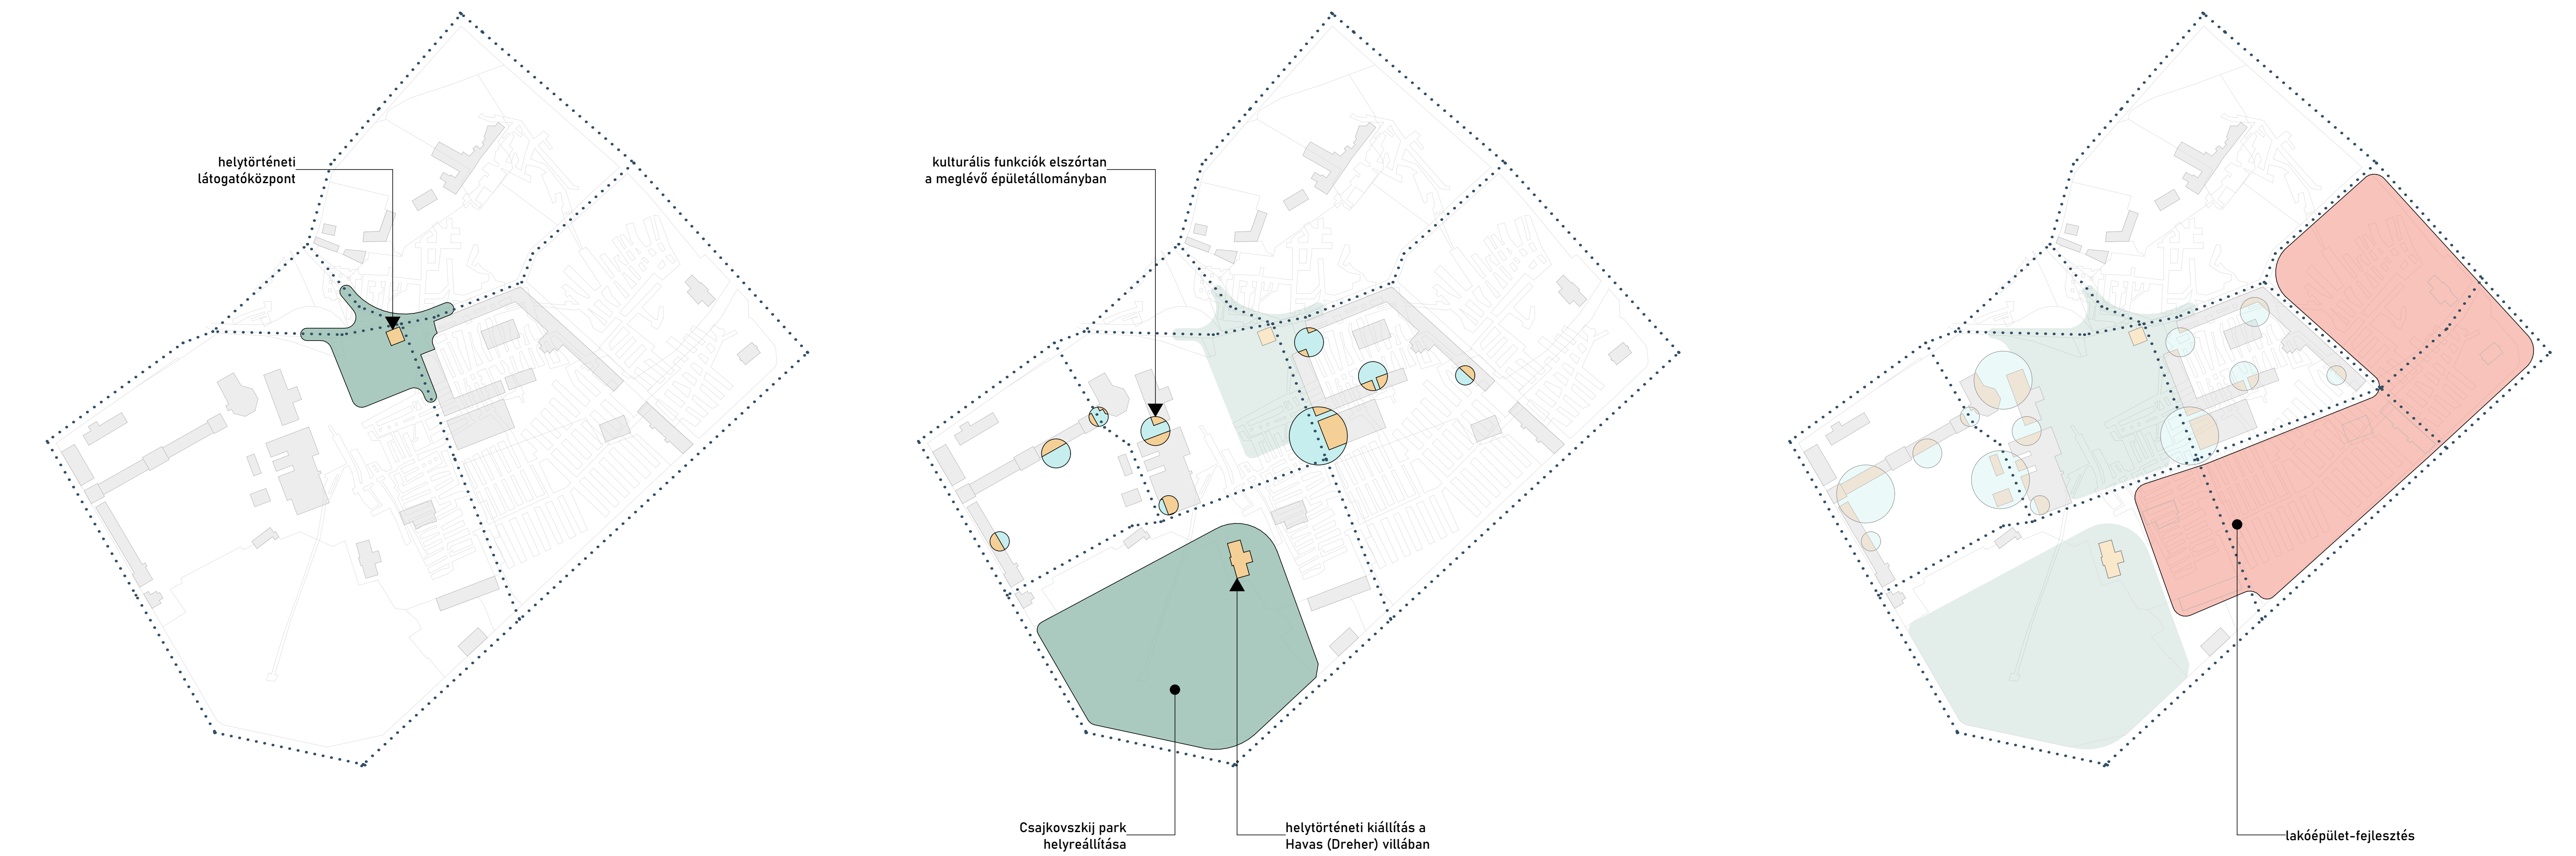 helytörténeti
látogatóközpont
kulturális funkciók elszórtan
a meglévő épületállományban
Csajkovszkij park
helyreállítása
helytörténeti kiállítás a
Havas (Dreher) villában
lakóépület-fejlesztés